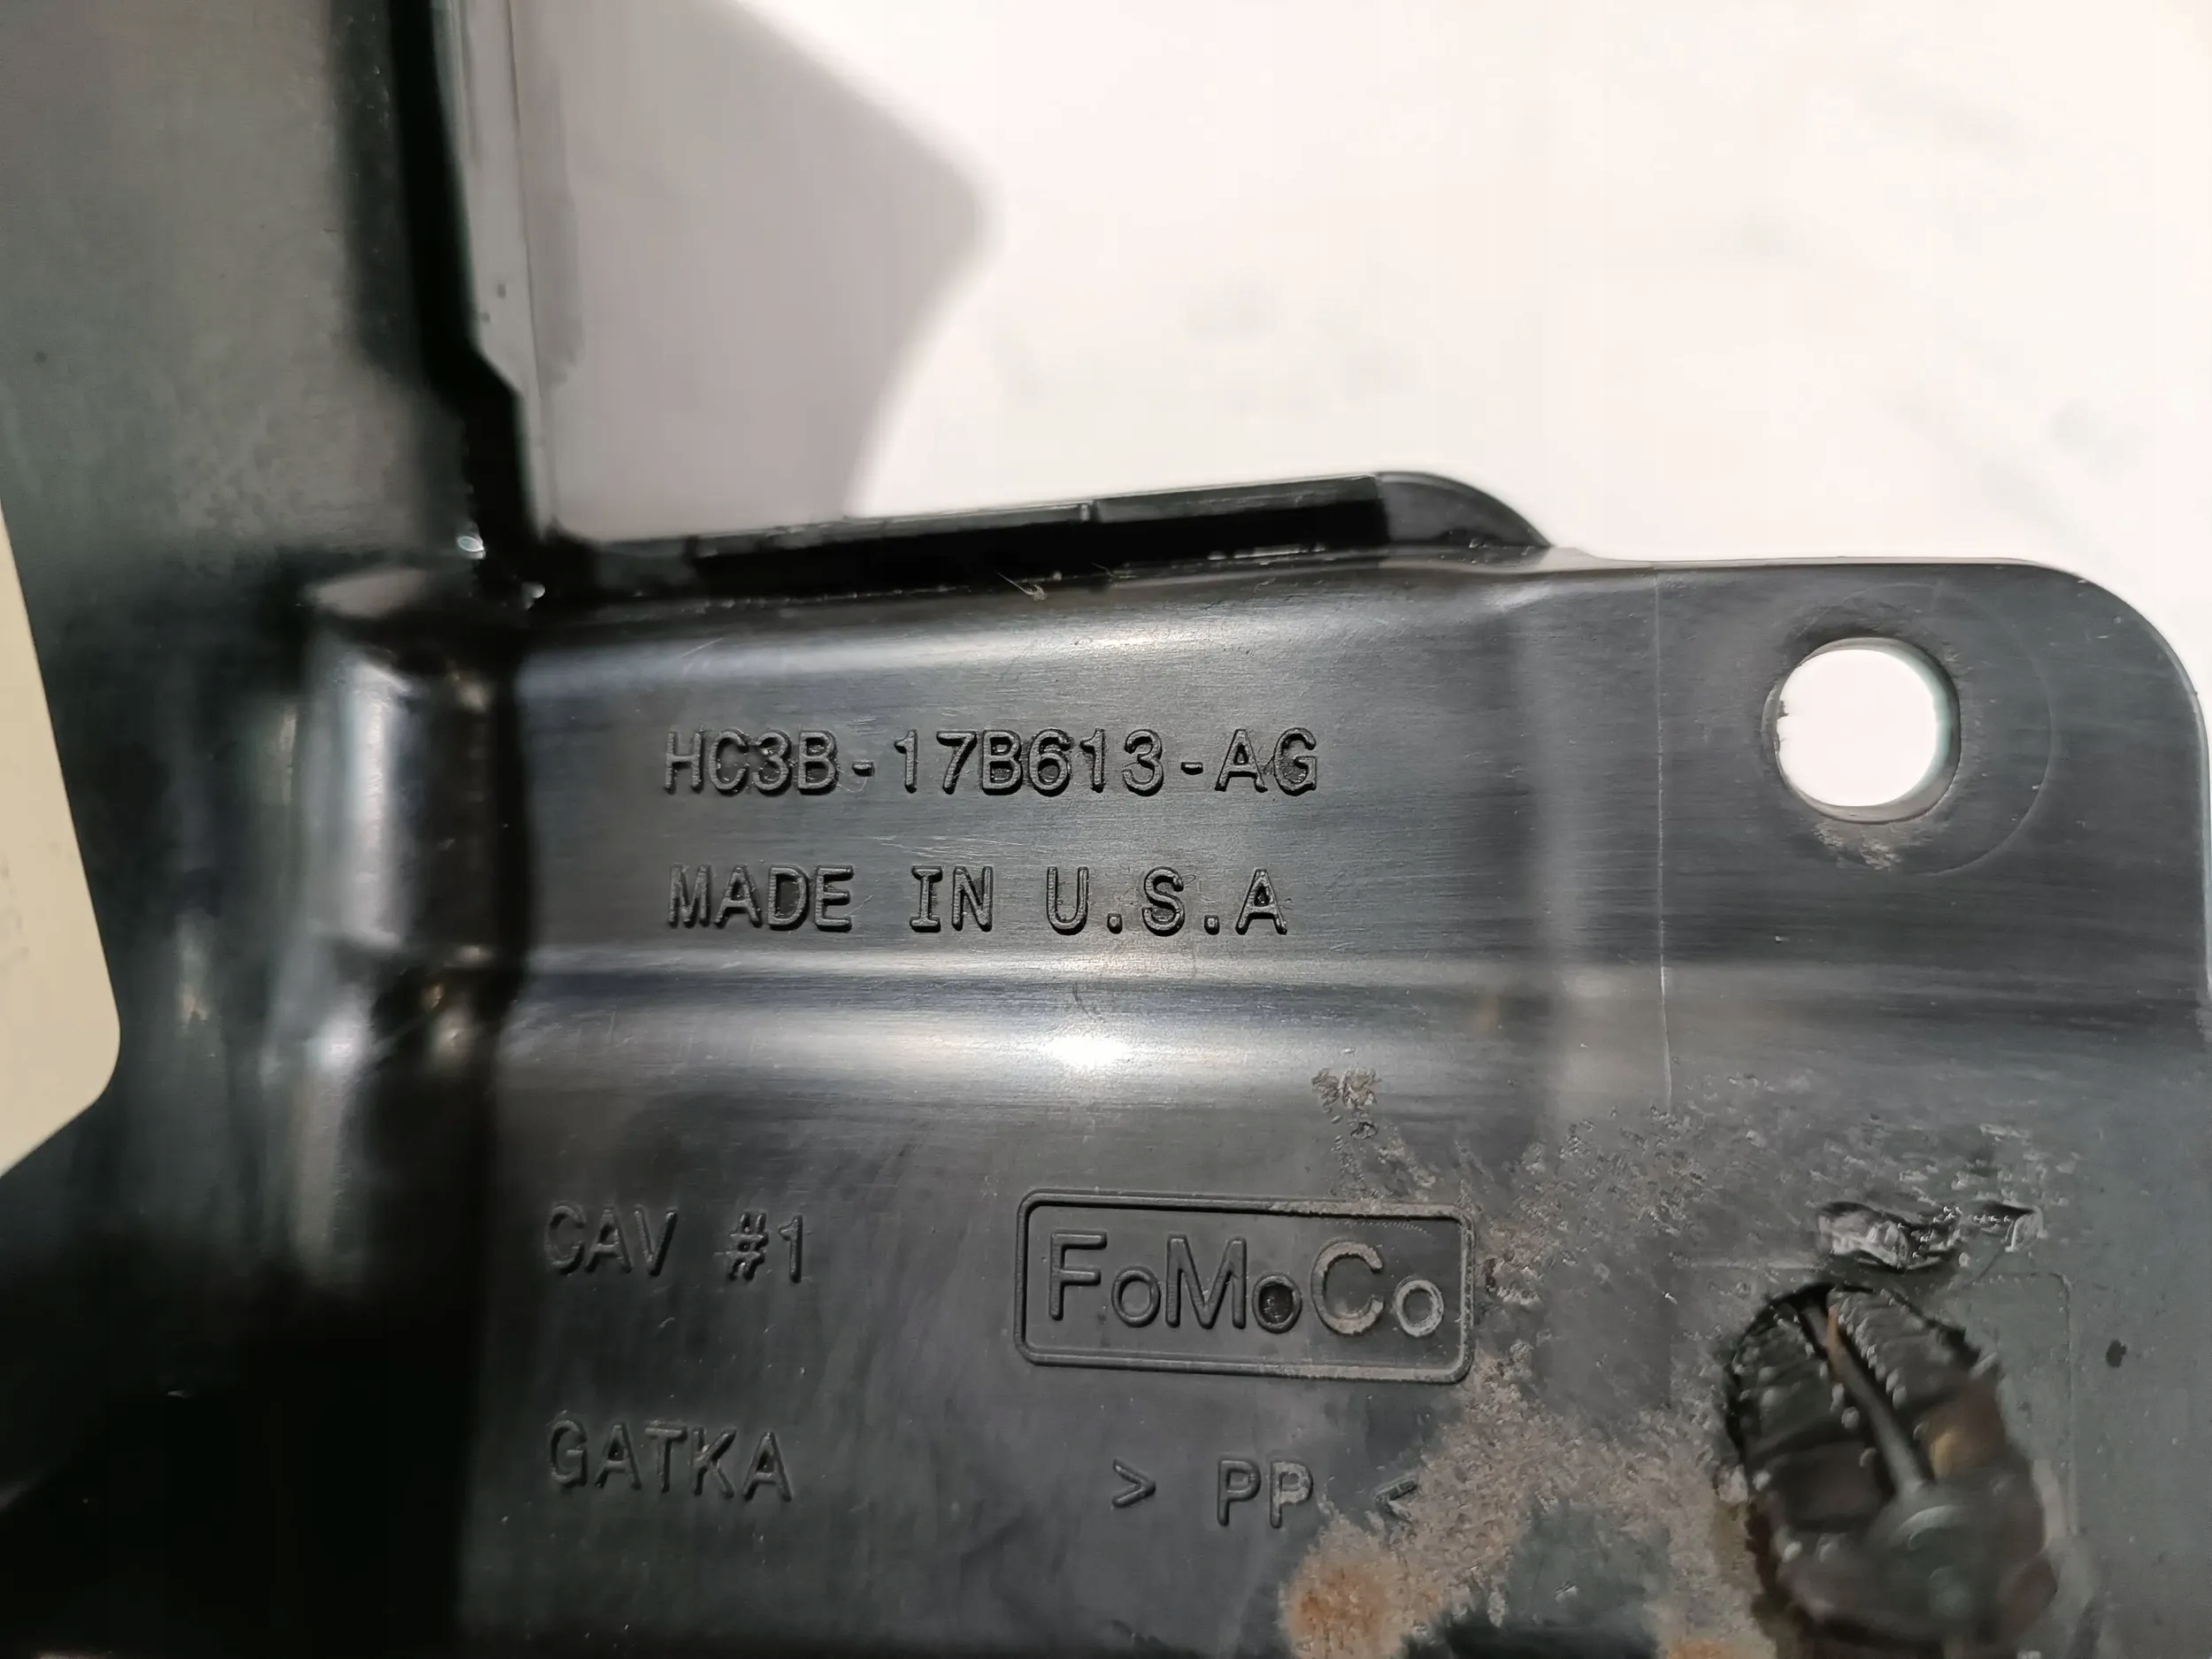 HC3B-17B613-AG
MADE IN U.S.A
CAV #1
FoMoCo
GATKA
> PP <